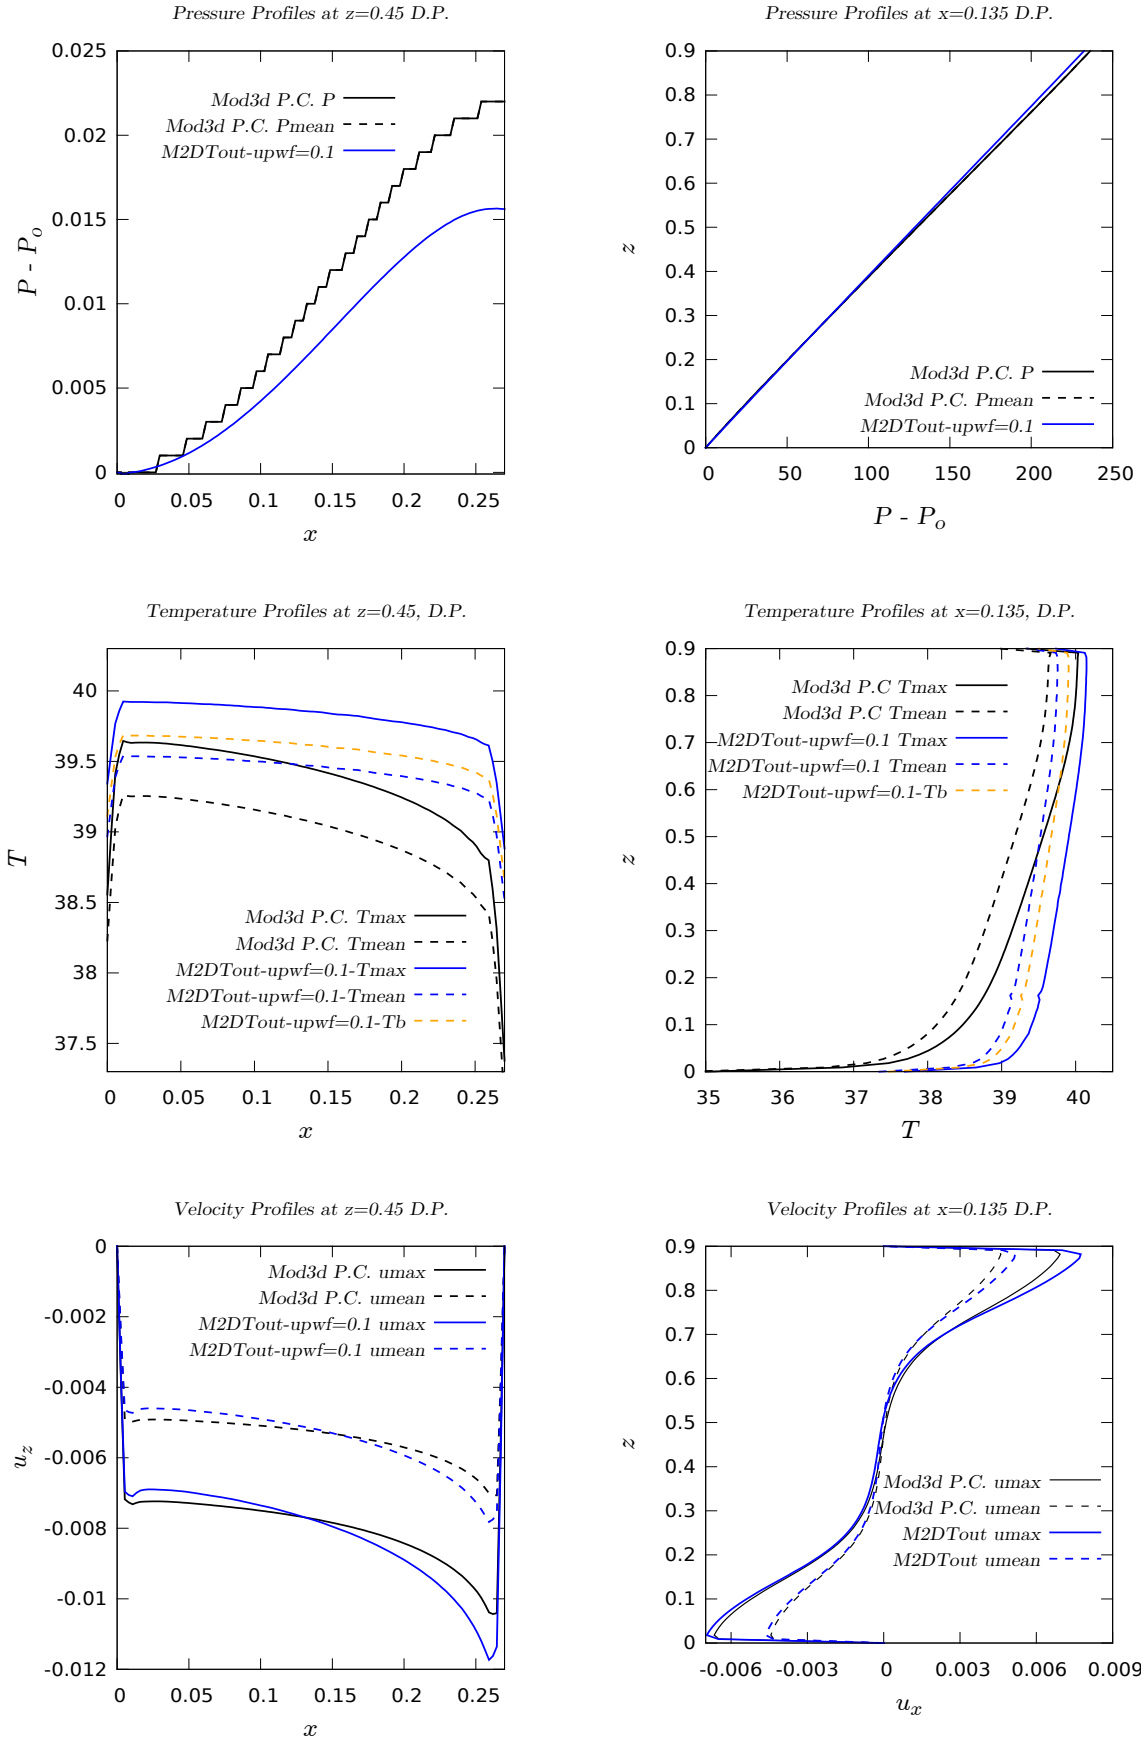 Pressure Profiles at z=0.45 D.P.
0.025
0.02
0.015
0.01
0.005
0
P - Po
Mod3d P.C. P
Mod3d P.C. Pmean
M2DTout-upwf=0.1
0 0.05 0.1 0.15 0.2 0.25
x
Pressure Profiles at x=0.135 D.P.
0.9
0.8
0.7
0.6
0.5
0.4
0.3
0.2
0.1
0
z
Mod3d P.C. P
Mod3d P.C. Pmean
M2DTout-upwf=0.1
0 50 100 150 200 250
P - Po
Temperature Profiles at z=0.45, D.P.
40
39.5
39
38.5
38
37.5
T
Mod3d P.C. Tmax
Mod3d P.C. Tmean
M2DTout-upwf=0.1-Tmax
M2DTout-upwf=0.1-Tmean
M2DTout-upwf=0.1-Tb
0 0.05 0.1 0.15 0.2 0.25
x
Temperature Profiles at x=0.135, D.P.
0.9
0.8
0.7
0.6
0.5
0.4
0.3
0.2
0.1
0
z
Mod3d P.C Tmax
Mod3d P.C Tmean
M2DTout-upwf=0.1 Tmax
M2DTout-upwf=0.1 Tmean
M2DTout-upwf=0.1-Tb
35 36 37 38 39 40
T
Velocity Profiles at z=0.45 D.P.
0
-0.002
-0.004
-0.006
-0.008
-0.01
-0.012
uz
Mod3d P.C. umax
Mod3d P.C. umean
M2DTout-upwf=0.1 umax
M2DTout-upwf=0.1 umean
0 0.05 0.1 0.15 0.2 0.25
x
Velocity Profiles at x=0.135 D.P.
0.9
0.8
0.7
0.6
0.5
0.4
0.3
0.2
0.1
0
z
Mod3d P.C. umax
Mod3d P.C. umean
M2DTout umax
M2DTout umean
-0.006 -0.003 0 0.003 0.006 0.009
ux